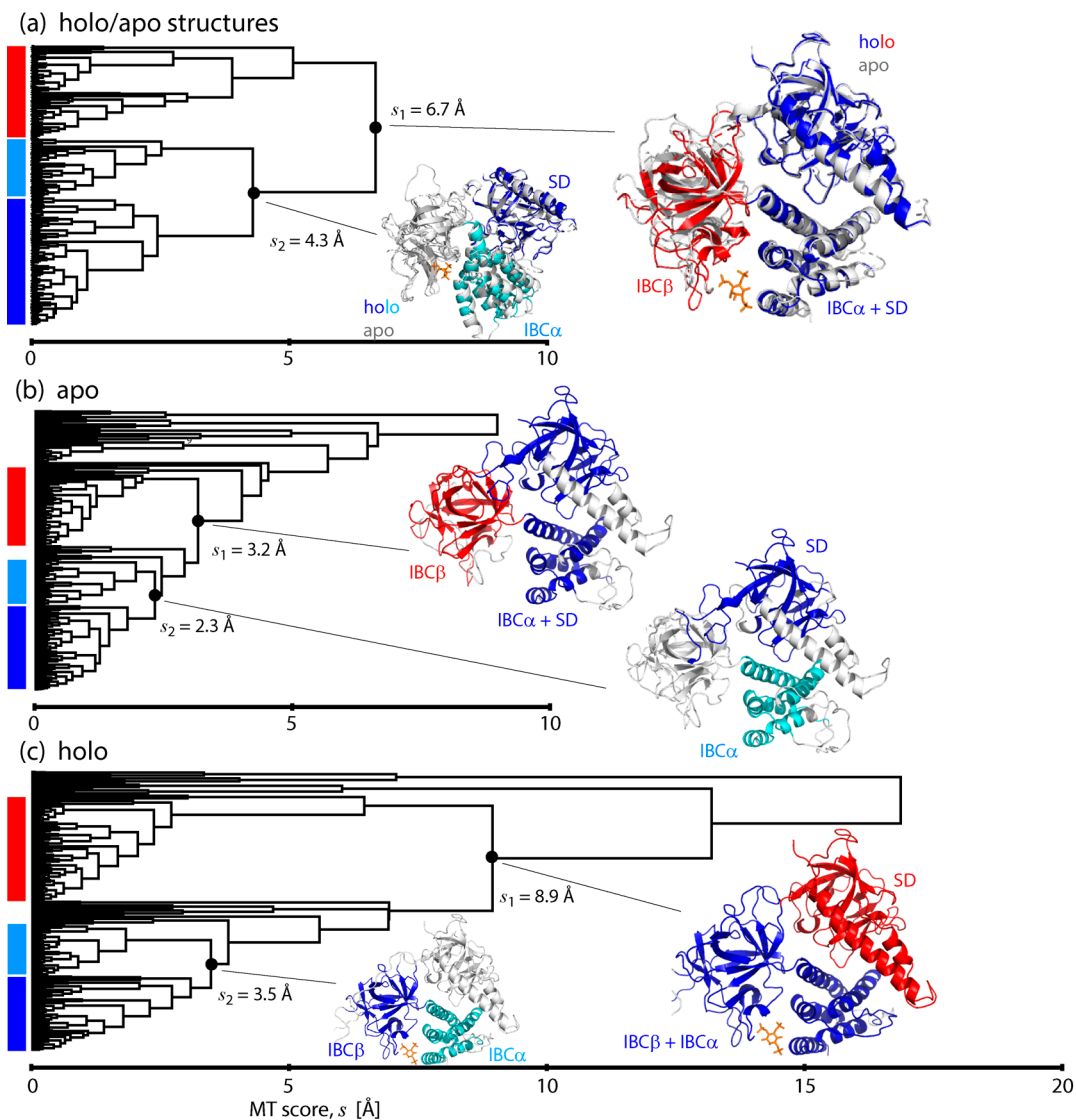 (a) holo/apo structures
holo
apo
s1 = 6.7 Å
SD
s2 = 4.3 Å
IBCβ
IBCα + SD
holo
apo
IBCα
0 5 10
(b) apo
s1 = 3.2 Å
IBCβ
SD
IBCα + SD
s2 = 2.3 Å
IBCα
0 5 10
(c) holo
SD
s1 = 8.9 Å
s2 = 3.5 Å
IBCβ IBCα
IBCβ + IBCα
0 5 10 15 20
MT score, s [Å]